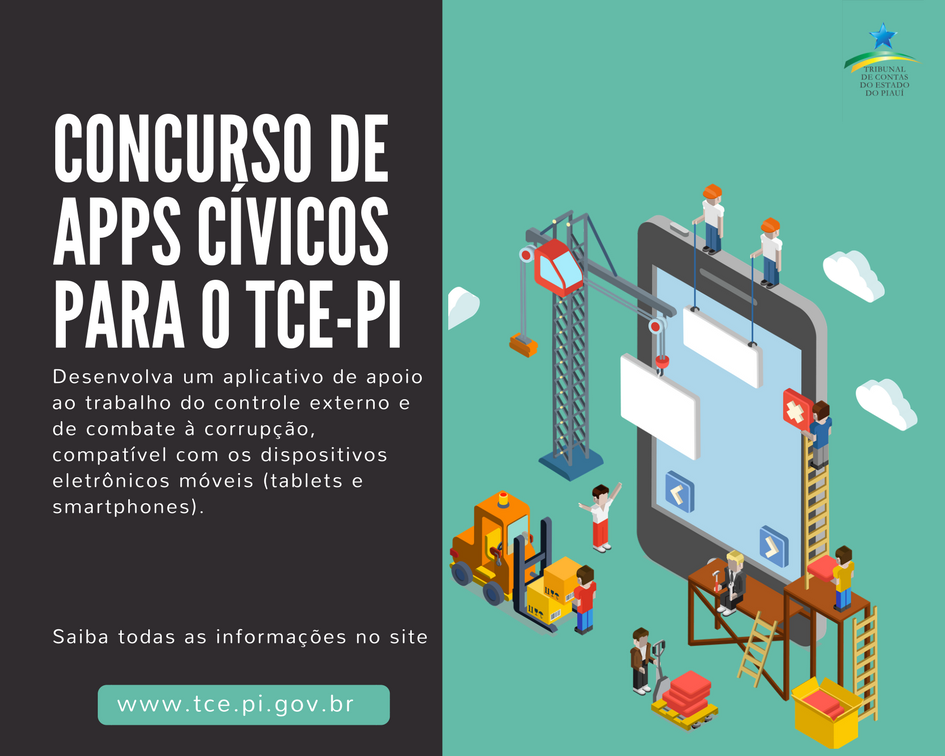 CONCURSO DE
APPS CÍVICOS
PARA O TCE-PI
Desenvolva um aplicativo de apoio
ao trabalho do controle externo e
de combate à corrupção,
compatível com os dispositivos
eletrônicos móveis (tablets e
smartphones).
Saiba todas as informações no site
www.tce.pi.gov.br
TRIBUNAL
DE CONTAS
DO ESTADO
DO PIAUÍ